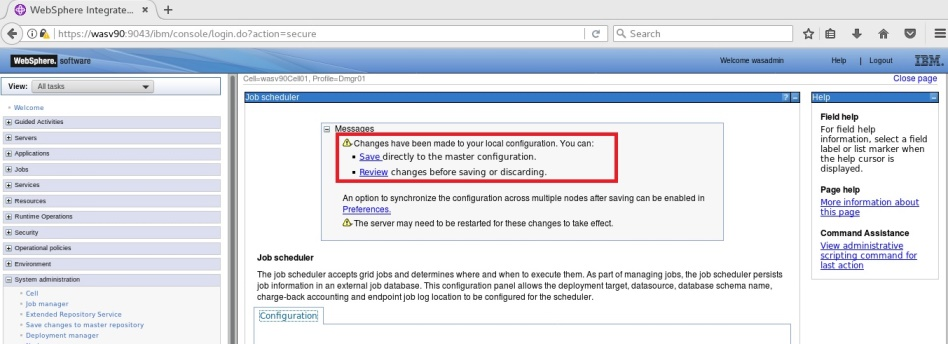 WebSphere Integrate...
https://wasv90:9043/ibm/console/login.do?action=secure
Search
WebSphere. software
Welcome wasadmin
Help | Logout
IBM.
View: All tasks
Cell=wasv90Cell01, Profile=Dmgr01
Close page
Welcome
Guided Activities
Servers
Applications
Jobs
Services
Resources
Runtime Operations
Security
Operational policies
Environment
System administration
Cell
Job manager
Extended Repository Service
Save changes to master repository
Deployment manager
Job scheduler
Messages
Changes have been made to your local configuration. You can:
Save directly to the master configuration.
Review changes before saving or discarding.
An option to synchronize the configuration across multiple nodes after saving can be enabled in
Preferences.
The server may need to be restarted for these changes to take effect.
Job scheduler
The job scheduler accepts grid jobs and determines where and when to execute them. As part of managing jobs, the job scheduler persists
job information in an external job database. This configuration panel allows the deployment target, datasource, database schema name,
charge-back accounting and endpoint job log location to be configured for the scheduler.
Configuration
Help
Field help
For field help
information, select a field
label or list marker when
the help cursor is
displayed.
Page help
More information about
this page
Command Assistance
View administrative
scripting command for
last action